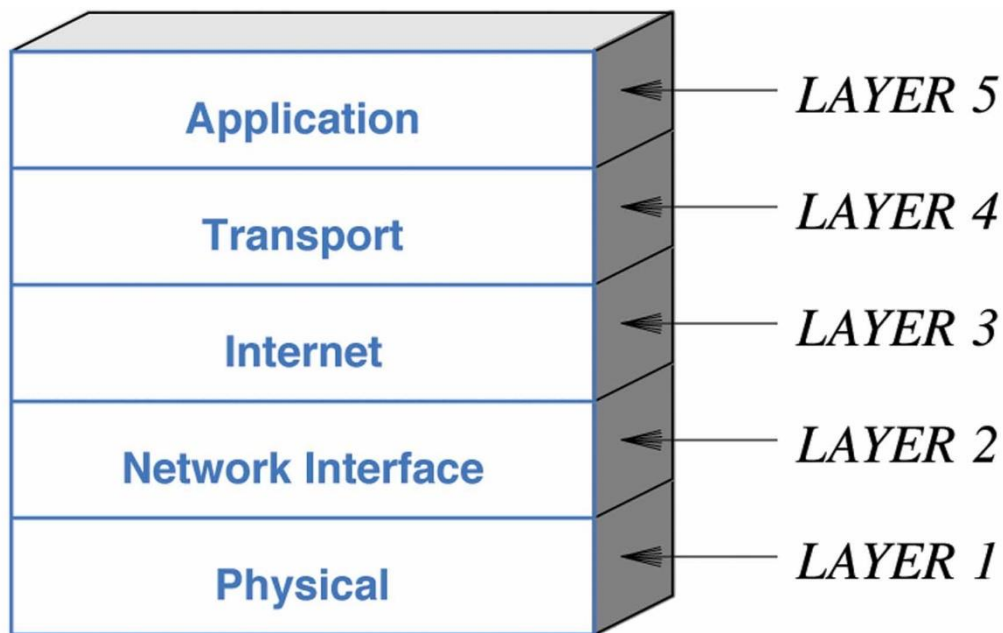 Application
LAYER 5
Transport
LAYER 4
Internet
LAYER 3
Network Interface
LAYER 2
Physical
LAYER 1